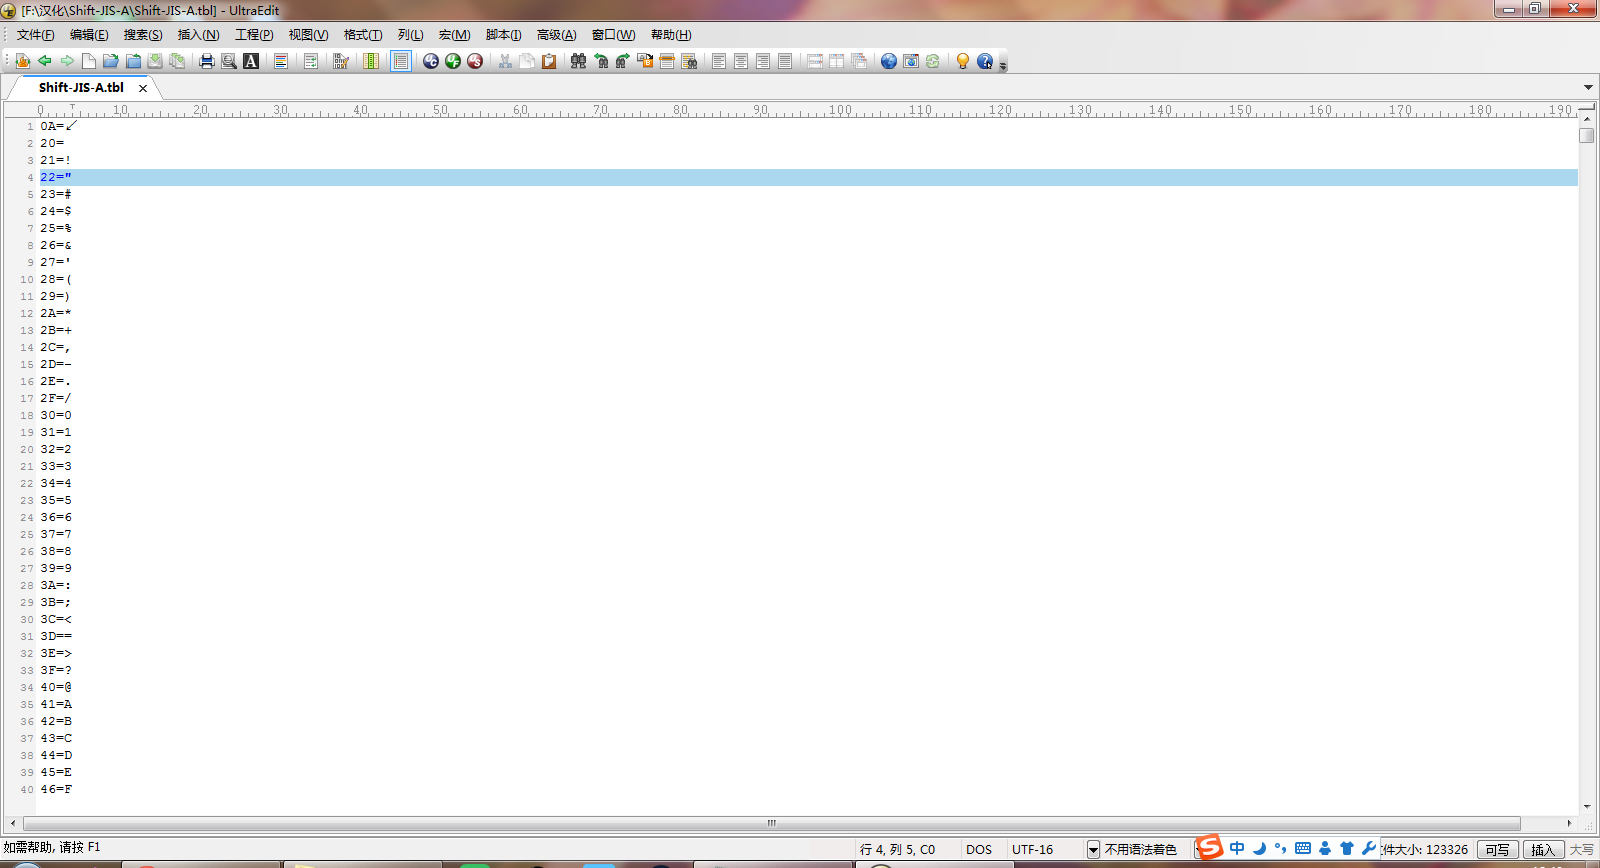 [F:\汉化\Shift-JIS-A\Shift-JIS-A.tbl] - UltraEdit
文件(F) 编辑(E) 搜索(S) 插入(N) 工程(P) 视图(V) 格式(T) 列(L) 宏(M) 脚本(I) 高级(A) 窗口(W) 帮助(H)
Shift-JIS-A.tbl
0 10 20 30 40 50 60 70 80 90 100 110 120 130 140 150 160 170 180 190
1 0A=↙
2 20=
3 21=!
4 22="
5 23=#
6 24=$
7 25=%
8 26=&
9 27='
10 28=(
11 29=)
12 2A=*
13 2B=+
14 2C=,
15 2D=-
16 2E=.
17 2F=/
18 30=0
19 31=1
20 32=2
21 33=3
22 34=4
23 35=5
24 36=6
25 37=7
26 38=8
27 39=9
28 3A=:
29 3B=;
30 3C=<
31 3D==
32 3E=>
33 3F=?
34 40=@
35 41=A
36 42=B
37 43=C
38 44=D
39 45=E
40 46=F
如需帮助, 请按 F1 行 4, 列 5, C0 DOS UTF-16 不用语法着色 中 件大小: 123326 可写 插入 大写